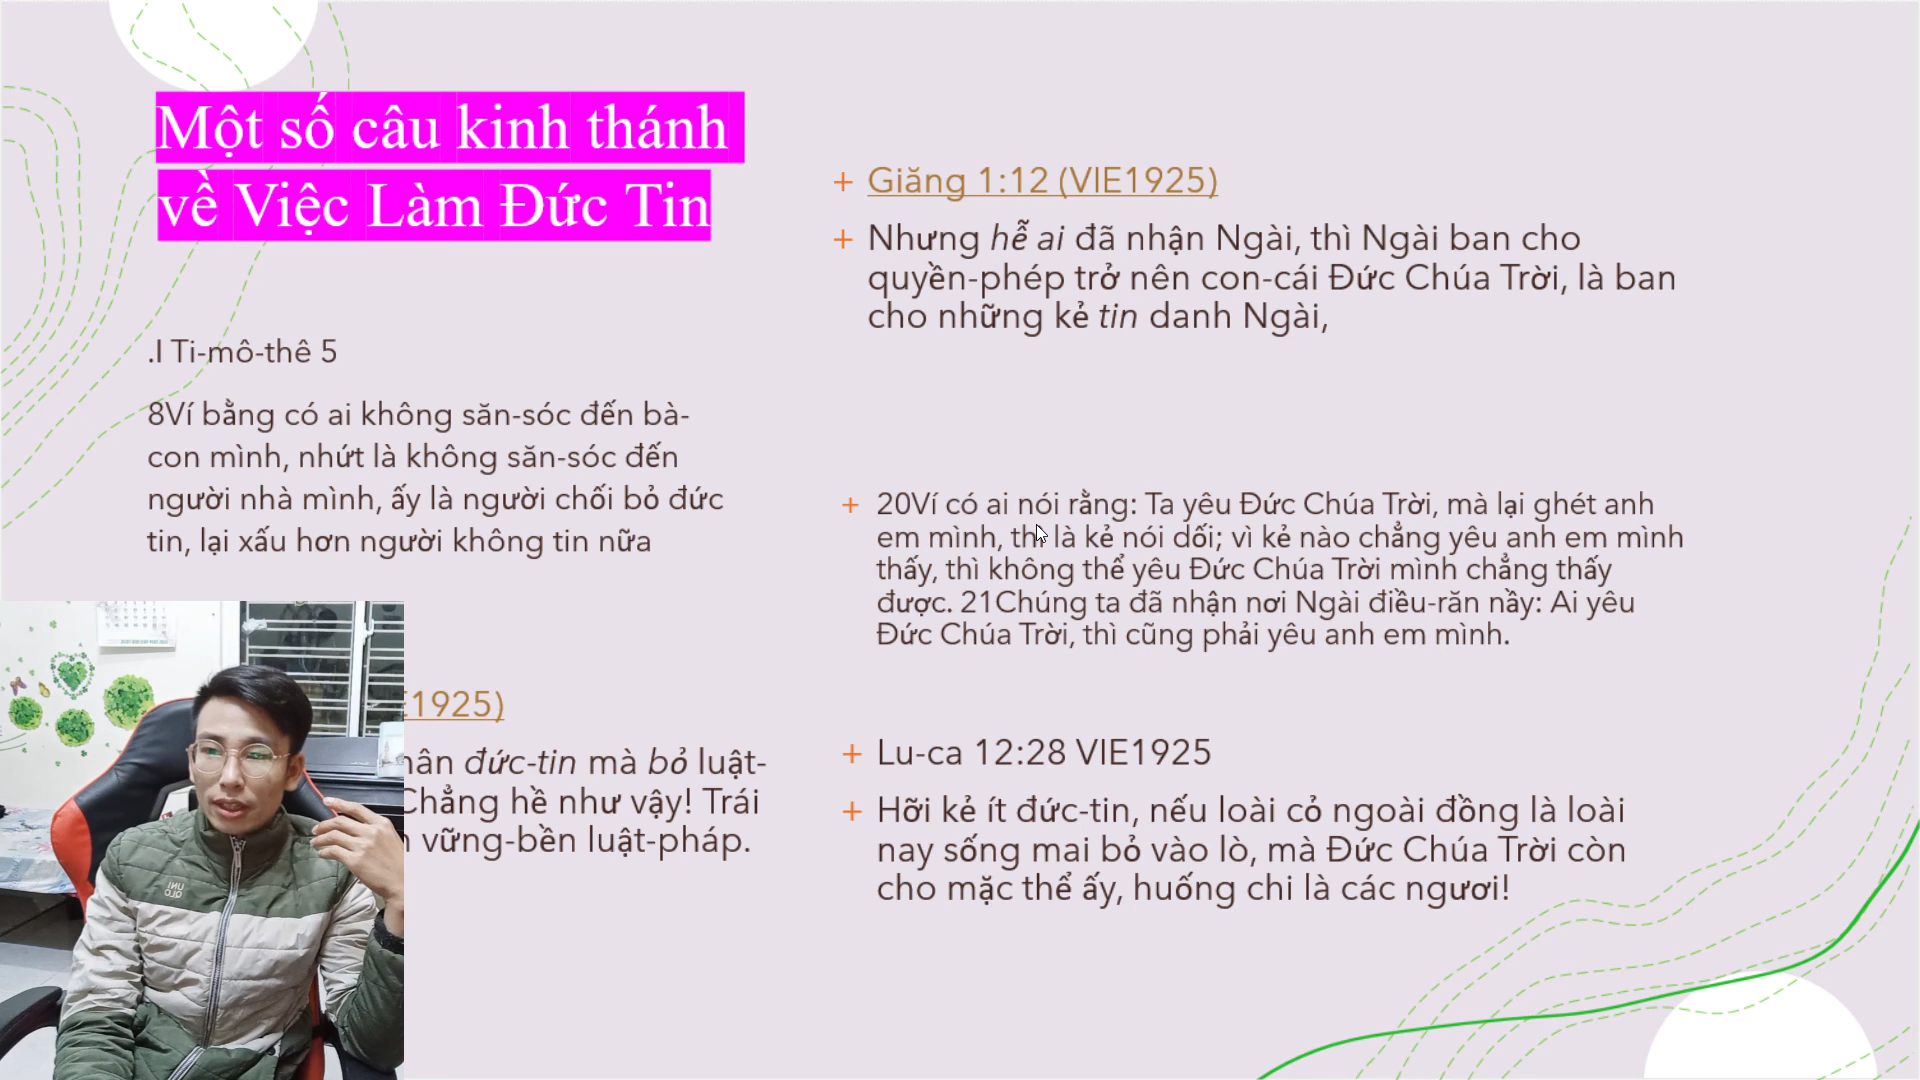 Một số câu kinh thánh
về Việc Làm Đức Tin
.I Ti-mô-thê 5
8Ví bằng có ai không săn-sóc đến bà-
con mình, nhứt là không săn-sóc đến
người nhà mình, ấy là người chối bỏ đức
tin, lại xấu hơn người không tin nữa
E1925)
đức-tin mà bỏ luật-
Chẳng hề như vậy! Trái
vững-bền luật-pháp.
+ Giăng 1:12 (VIE1925)
+ Nhưng hễ ai đã nhận Ngài, thì Ngài ban cho
quyền-phép trở nên con-cái Đức Chúa Trời, là ban
cho những kẻ tin danh Ngài,
+ 20Ví có ai nói rằng: Ta yêu Đức Chúa Trời, mà lại ghét anh
em mình, thì là kẻ nói dối; vì kẻ nào chẳng yêu anh em mình
thấy, thì không thể yêu Đức Chúa Trời mình chẳng thấy
được. 21Chúng ta đã nhận nơi Ngài điều-răn nầy: Ai yêu
Đức Chúa Trời, thì cũng phải yêu anh em mình.
+ Lu-ca 12:28 VIE1925
+ Hỡi kẻ ít đức-tin, nếu loài cỏ ngoài đồng là loài
nay sống mai bỏ vào lò, mà Đức Chúa Trời còn
cho mặc thể ấy, huống chi là các ngươi!
UNI
QLO